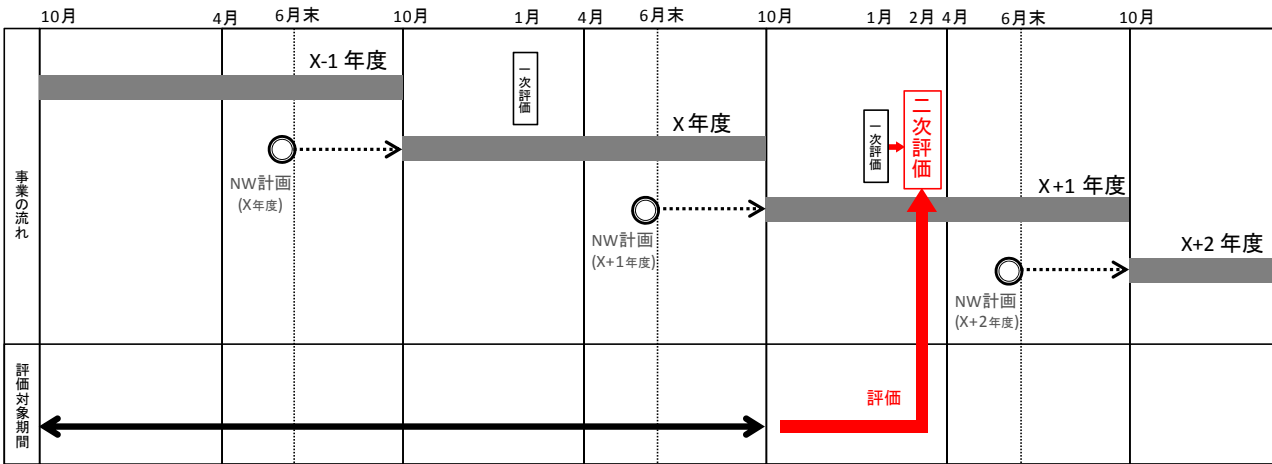 10月 4月 6月末 10月 1月 4月 6月末 10月 1月 2月 4月 6月末 10月
事業の流れ
X-1 年度
一次評価
X 年度
NW計画
(X年度)
一次評価
二次評価
X+1 年度
NW計画
(X+1年度)
X+2 年度
NW計画
(X+2年度)
評価対象期間
評価